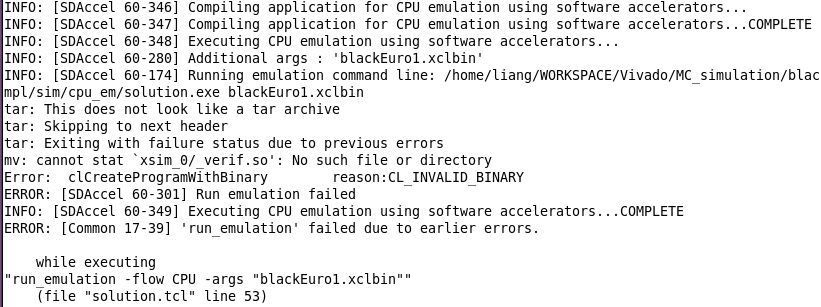 INFO: [SDAccel 60-346] Compiling application for CPU emulation using software accelerators...
INFO: [SDAccel 60-347] Compiling application for CPU emulation using software accelerators...COMPLETE
INFO: [SDAccel 60-348] Executing CPU emulation using software accelerators...
INFO: [SDAccel 60-280] Additional args : 'blackEuro1.xclbin'
INFO: [SDAccel 60-174] Running emulation command line: /home/liang/WORKSPACE/Vivado/MC_simulation/blac
mpl/sim/cpu_em/solution.exe blackEuro1.xclbin
tar: This does not look like a tar archive
tar: Skipping to next header
tar: Exiting with failure status due to previous errors
mv: cannot stat `xsim_0/_verif.so': No such file or directory
Error:  clCreateProgramWithBinary        reason:CL_INVALID_BINARY
ERROR: [SDAccel 60-301] Run emulation failed
INFO: [SDAccel 60-349] Executing CPU emulation using software accelerators...COMPLETE
ERROR: [Common 17-39] 'run_emulation' failed due to earlier errors.
    while executing
"run_emulation -flow CPU -args "blackEuro1.xclbin""
    (file "solution.tcl" line 53)